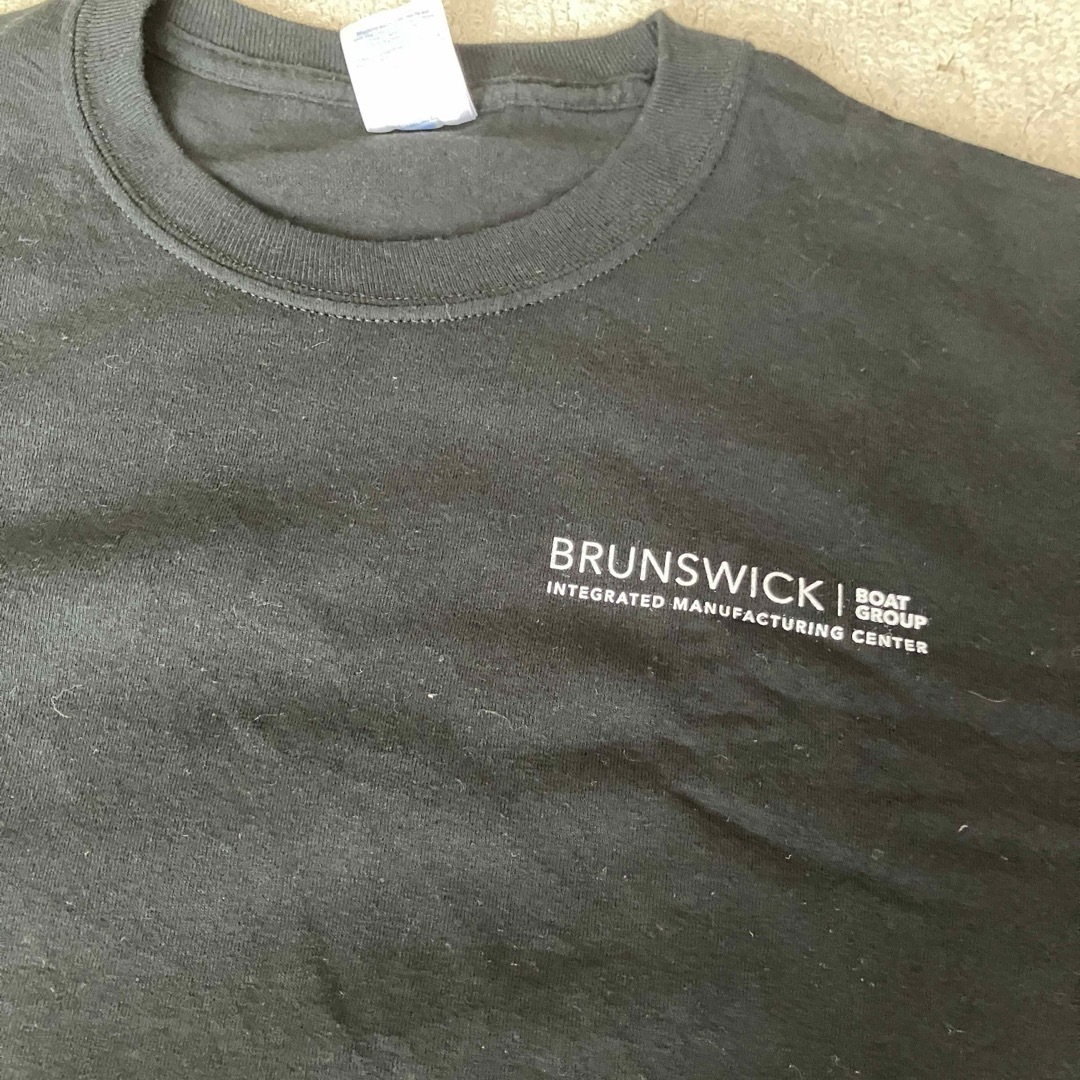 BRUNSWICK | BOAT GROUP
INTEGRATED MANUFACTURING CENTER